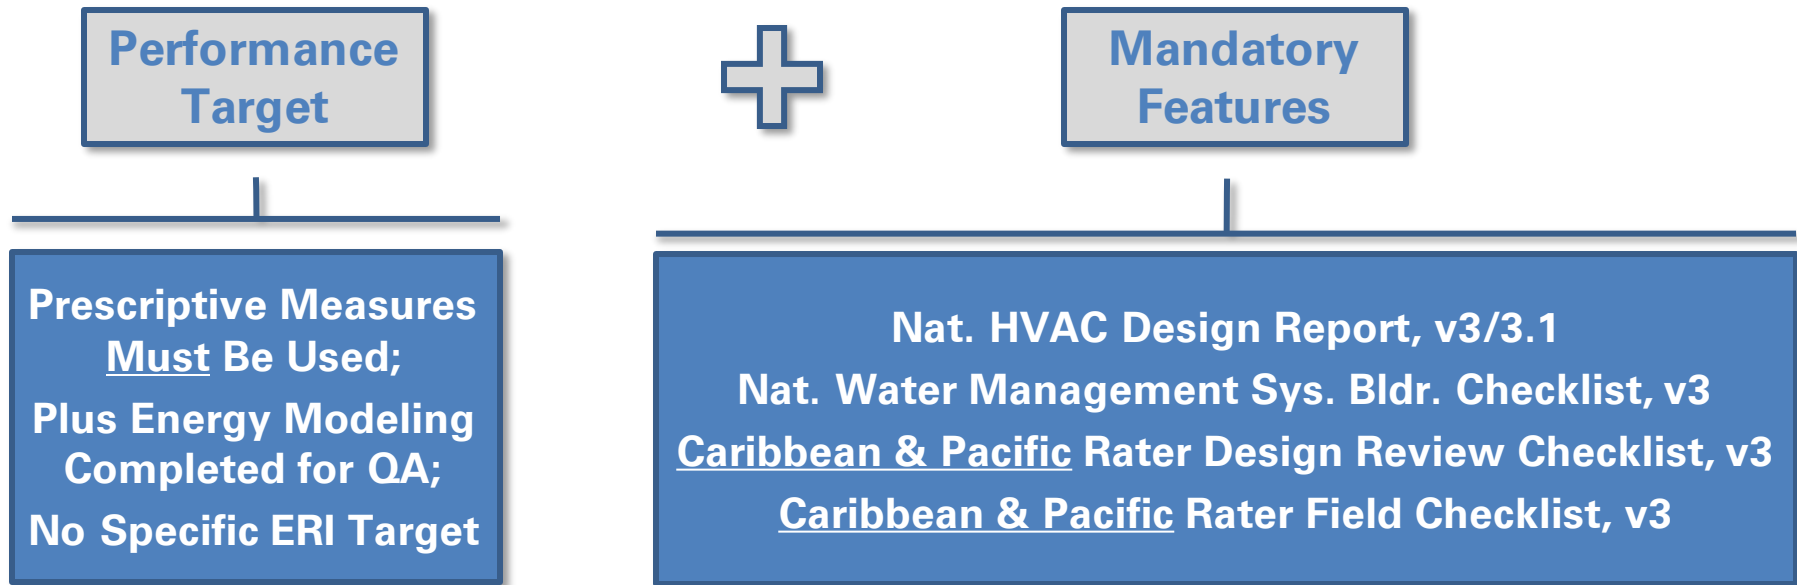 Performance
Target
Mandatory
Features
Prescriptive Measures
Must Be Used;
Plus Energy Modeling
Completed for QA;
No Specific ERI Target
Nat. HVAC Design Report, v3/3.1
Nat. Water Management Sys. Bldr. Checklist, v3
Caribbean & Pacific Rater Design Review Checklist, v3
Caribbean & Pacific Rater Field Checklist, v3